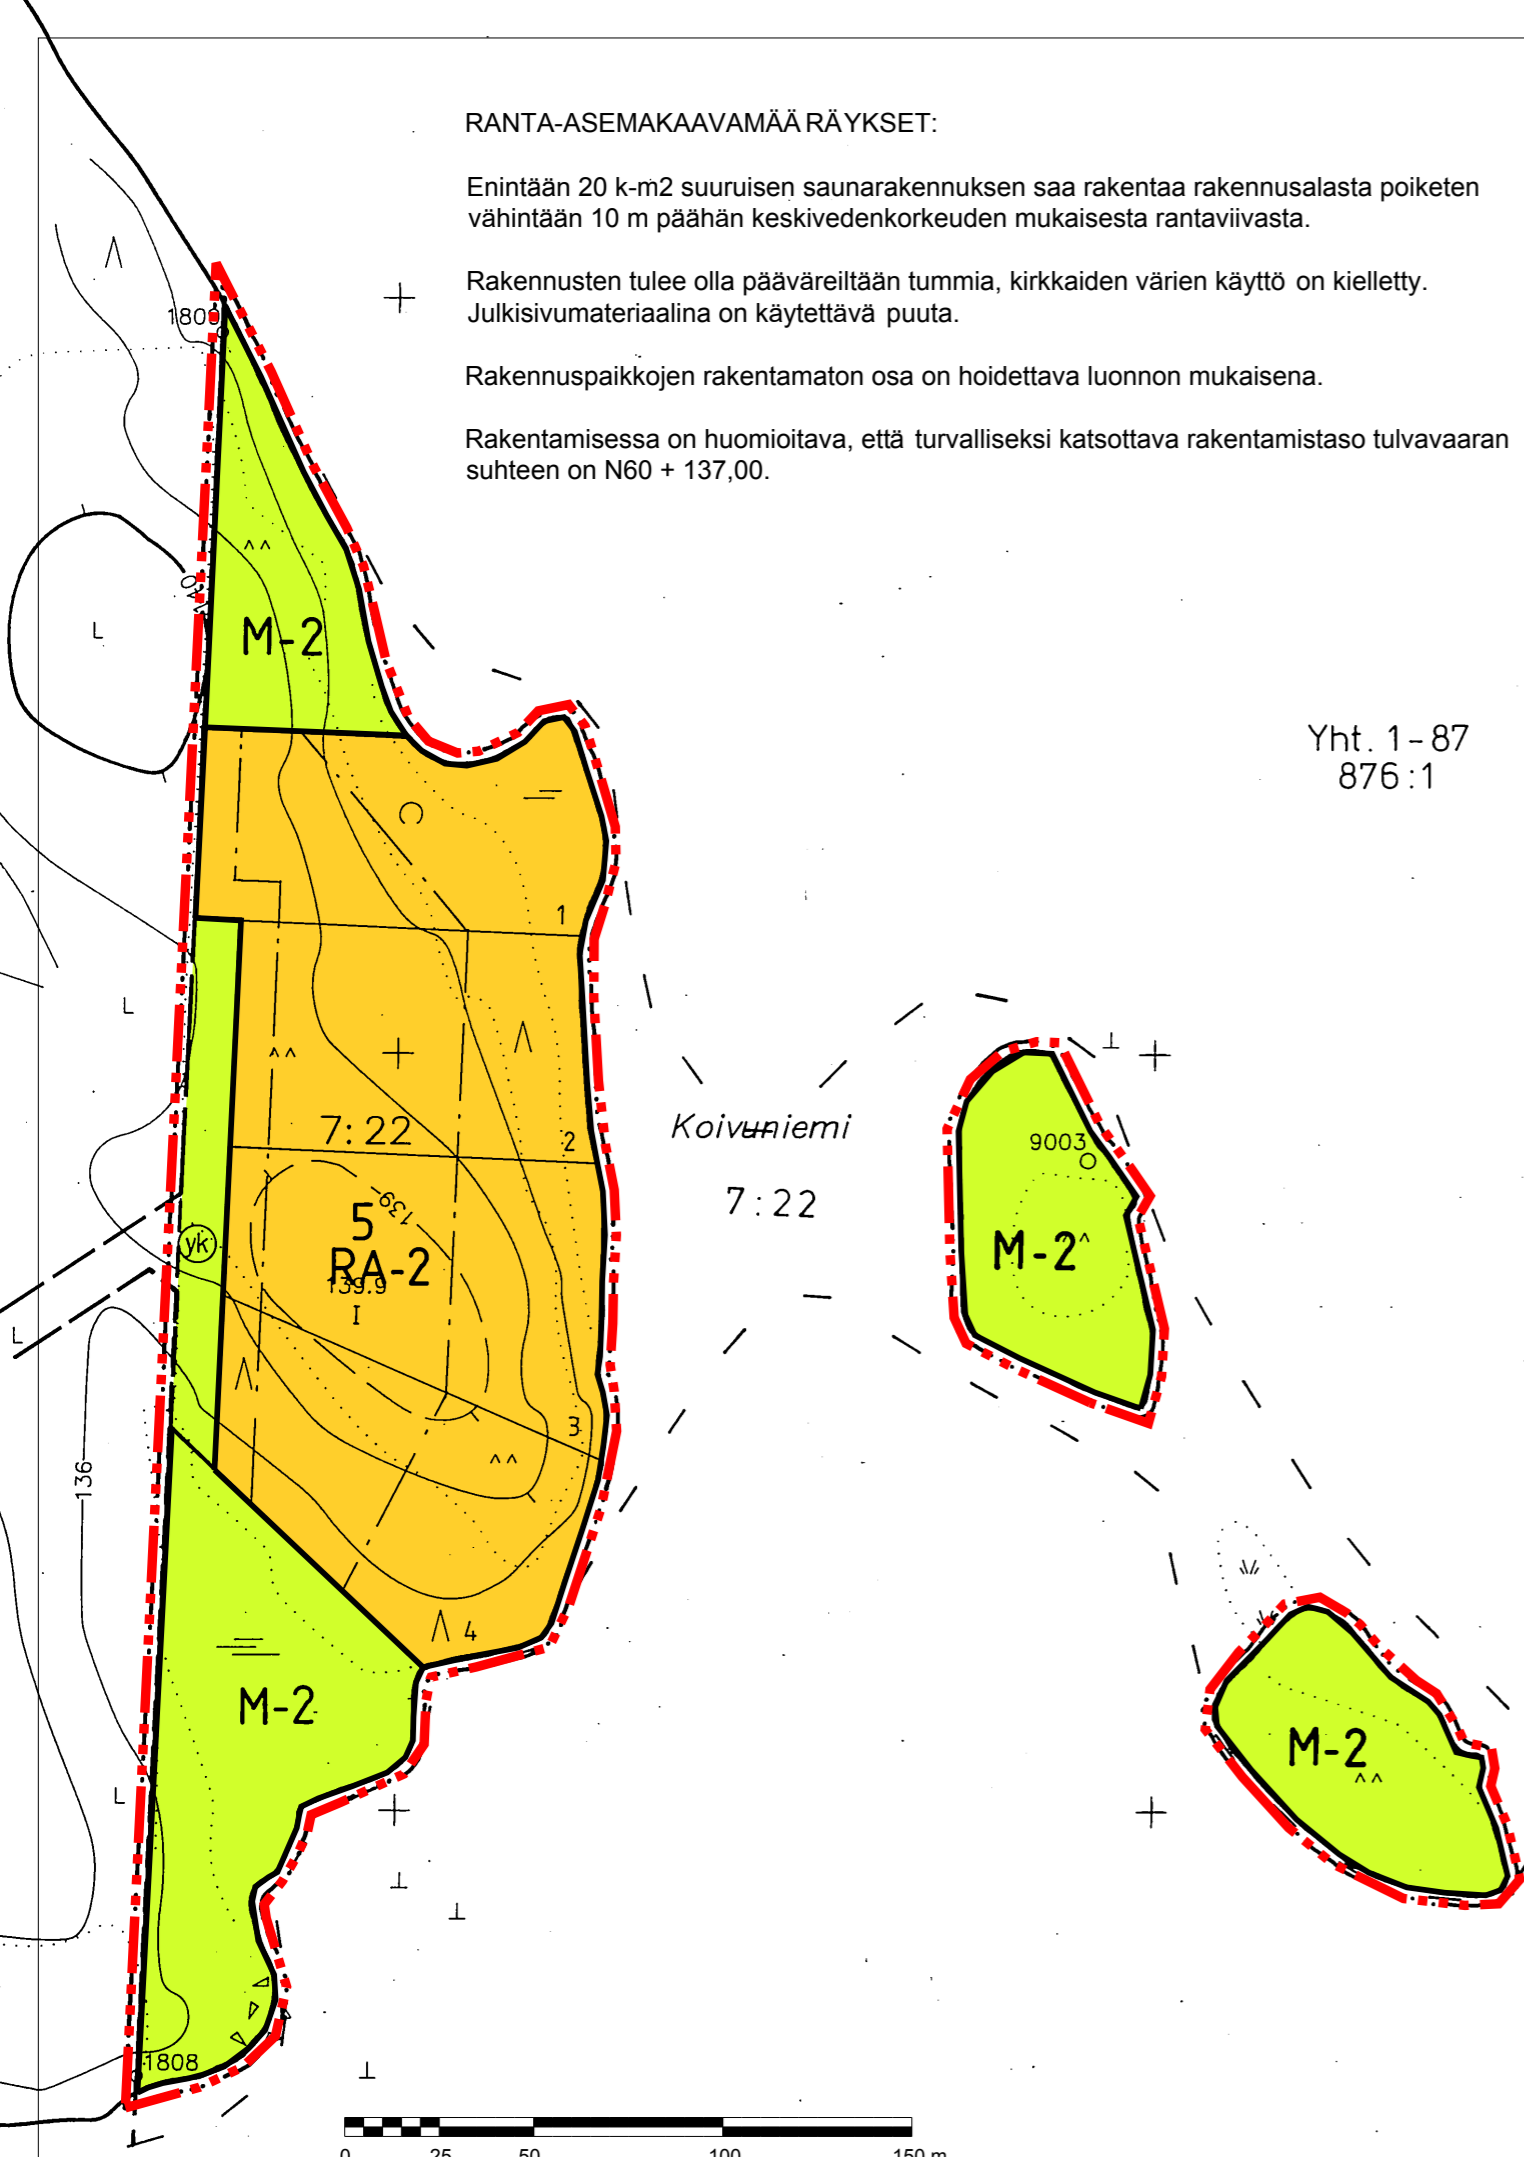 RANTA-ASEMAKAAVAMÄÄRÄYKSET:
Enintään 20 k-m2 suuruisen saunarakennuksen saa rakentaa rakennusalasta poiketen
vähintään 10 m päähän keskivedenkorkeuden mukaisesta rantaviivasta.
Rakennusten tulee olla pääväreiltään tummia, kirkkaiden värien käyttö on kielletty.
Julkisivumateriaalina on käytettävä puuta.
Rakennuspaikkojen rakentamaton osa on hoidettava luonnon mukaisena.
Rakentamisessa on huomioitava, että turvalliseksi katsottava rakentamistaso tulvavaaran
suhteen on N60 + 137,00.
1809
M-2
L
Yht. 1-87
876:1
1
L
7:22
2
Koivuniemi
7:22
9003
M-2
139
5
RA-2
139.9
I
yk
L
3
136
4
M-2
M-2
L
1808
0 25 50 100 150 m